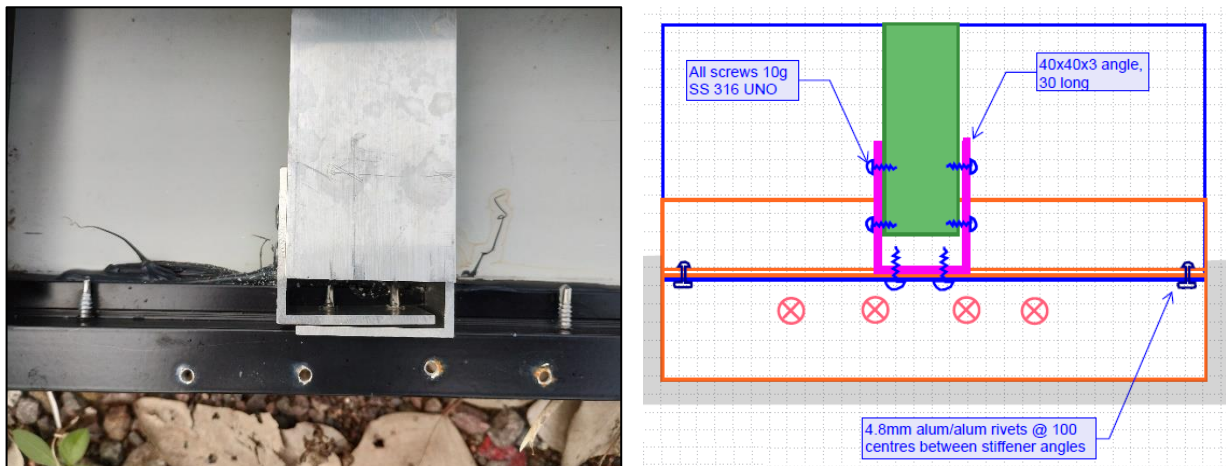 All screws 10g
SS 316 UNO
40x40x3 angle,
30 long
4.8mm alum/alum rivets @ 100
centres between stiffener angles